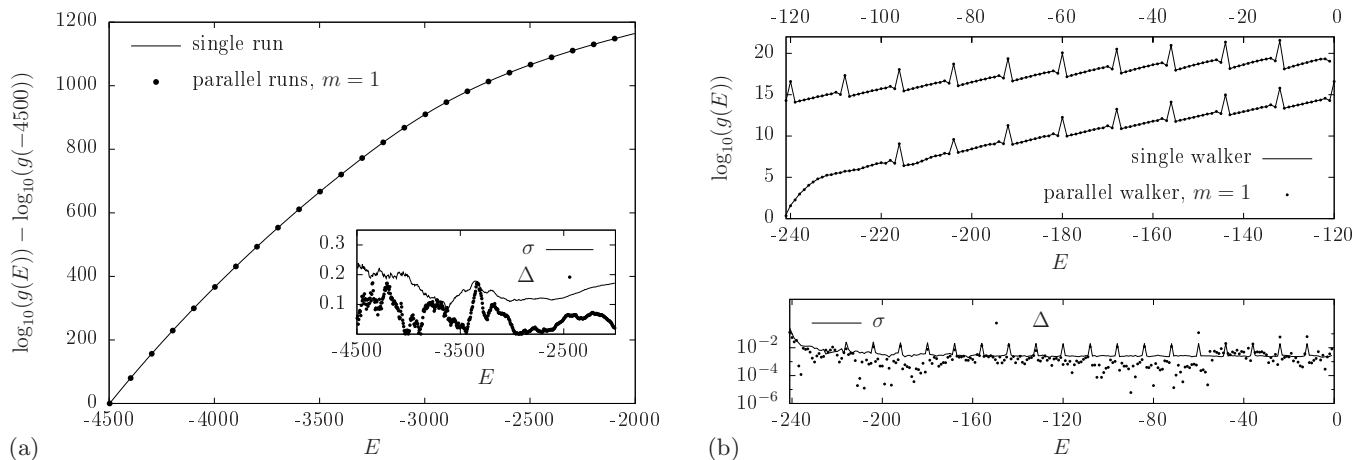 1200
1000
800
600
400
200
0
log10(g(E)) − log10(g(−4500))
single run
parallel runs, m = 1
0.3
0.2
0.1
σ
Δ
-4500 -3500 -2500
E
-4500 -4000 -3500 -3000 -2500 -2000
E
(a)
-120 -100 -80 -60 -40 -20 0
20
15
10
5
0
log10(g(E))
single walker
parallel walker, m = 1
-240 -220 -200 -180 -160 -140 -120
E
σ Δ
10−2
10−4
10−6
-240 -200 -160 -120 -80 -40 0
E
(b)